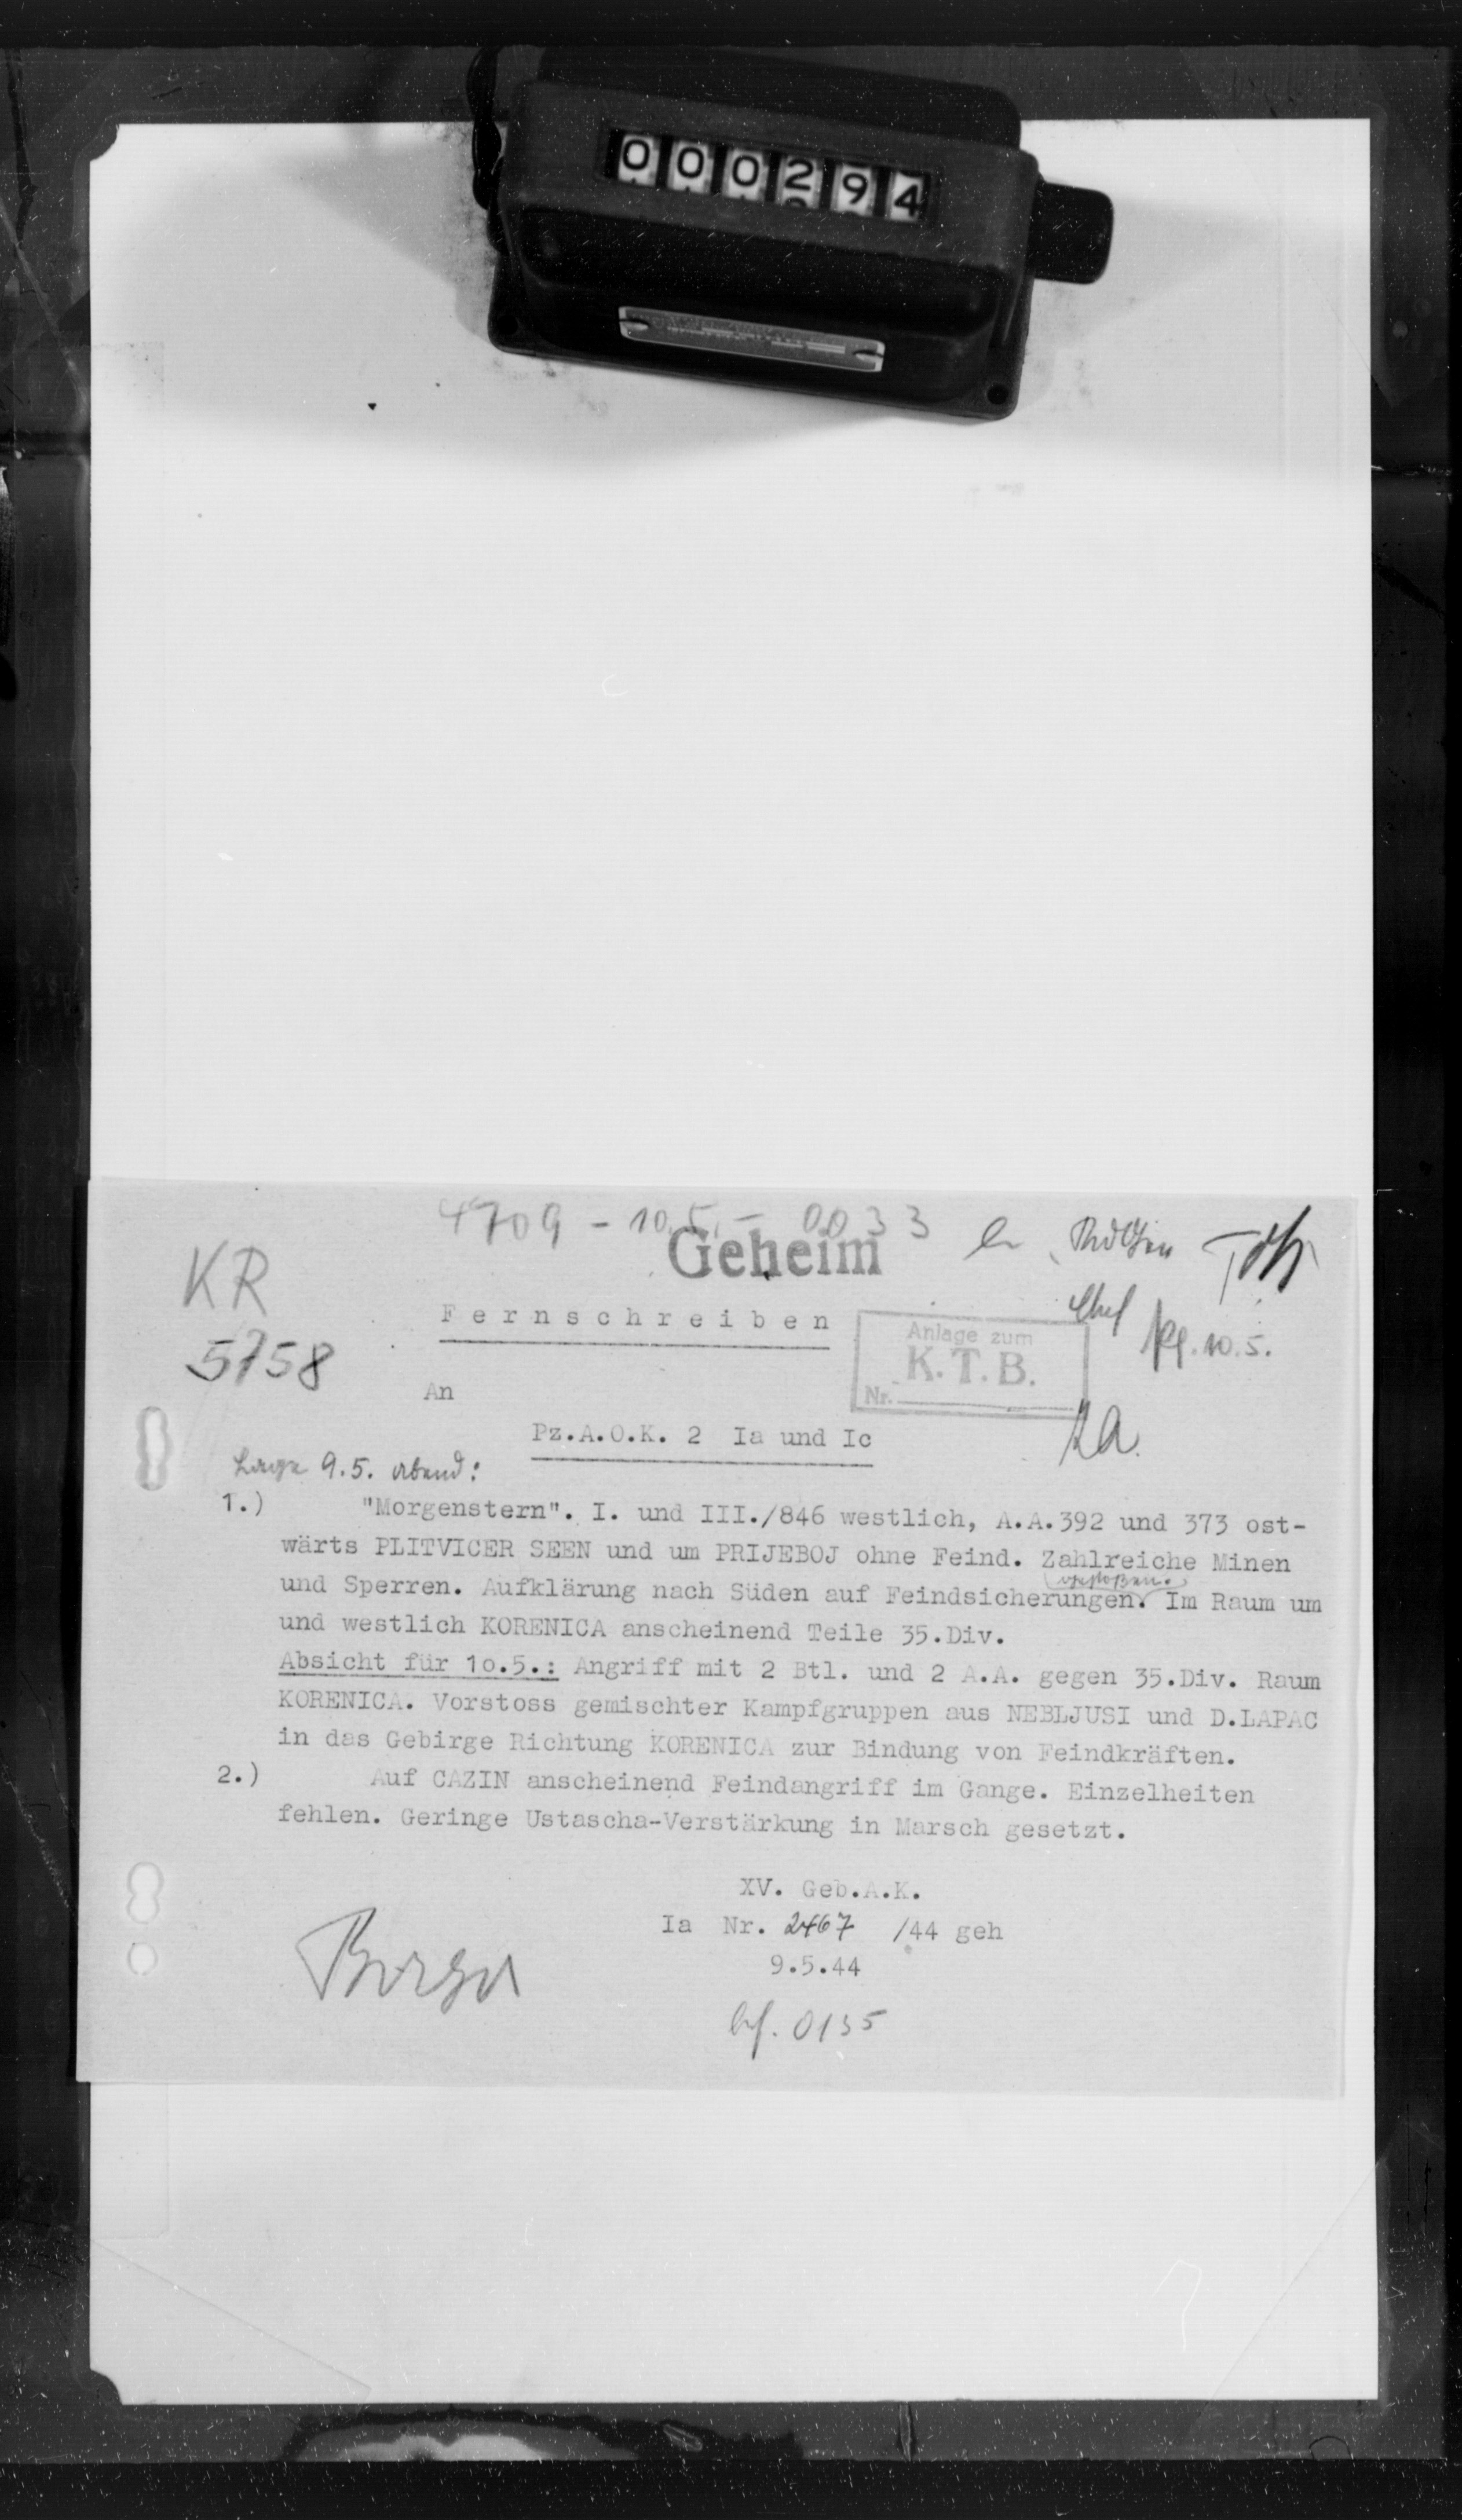 000294
4709 - 10.5. - 0033
Geheim
KR
Fernschreiben
Chef
Anlage zum
K.T.B.
Nr.
10.5.
5758
An
Pz.A.O.K. 2 Ia und Ic
Lage 9.5. abend:
1.) "Morgenstern". I. und III./846 westlich, A.A.392 und 373 ost-
wärts PLITVICER SEEN und um PRIJEBOJ ohne Feind. Zahlreiche Minen
gestoßen.
und Sperren. Aufklärung nach Süden auf Feindsicherungen. Im Raum um
und westlich KORENICA anscheinend Teile 35.Div.
Absicht für 1o.5.: Angriff mit 2 Btl. und 2 A.A. gegen 35.Div. Raum
KORENICA. Vorstoss gemischter Kampfgruppen aus NEBLJUSI und D.LAPAC
in das Gebirge Richtung KORENICA zur Bindung von Feindkräften.
2.) Auf CAZIN anscheinend Feindangriff im Gange. Einzelheiten
fehlen. Geringe Ustascha-Verstärkung in Marsch gesetzt.
XV. Geb.A.K.
Ia Nr. 2467 /44 geh
9.5.44
0135